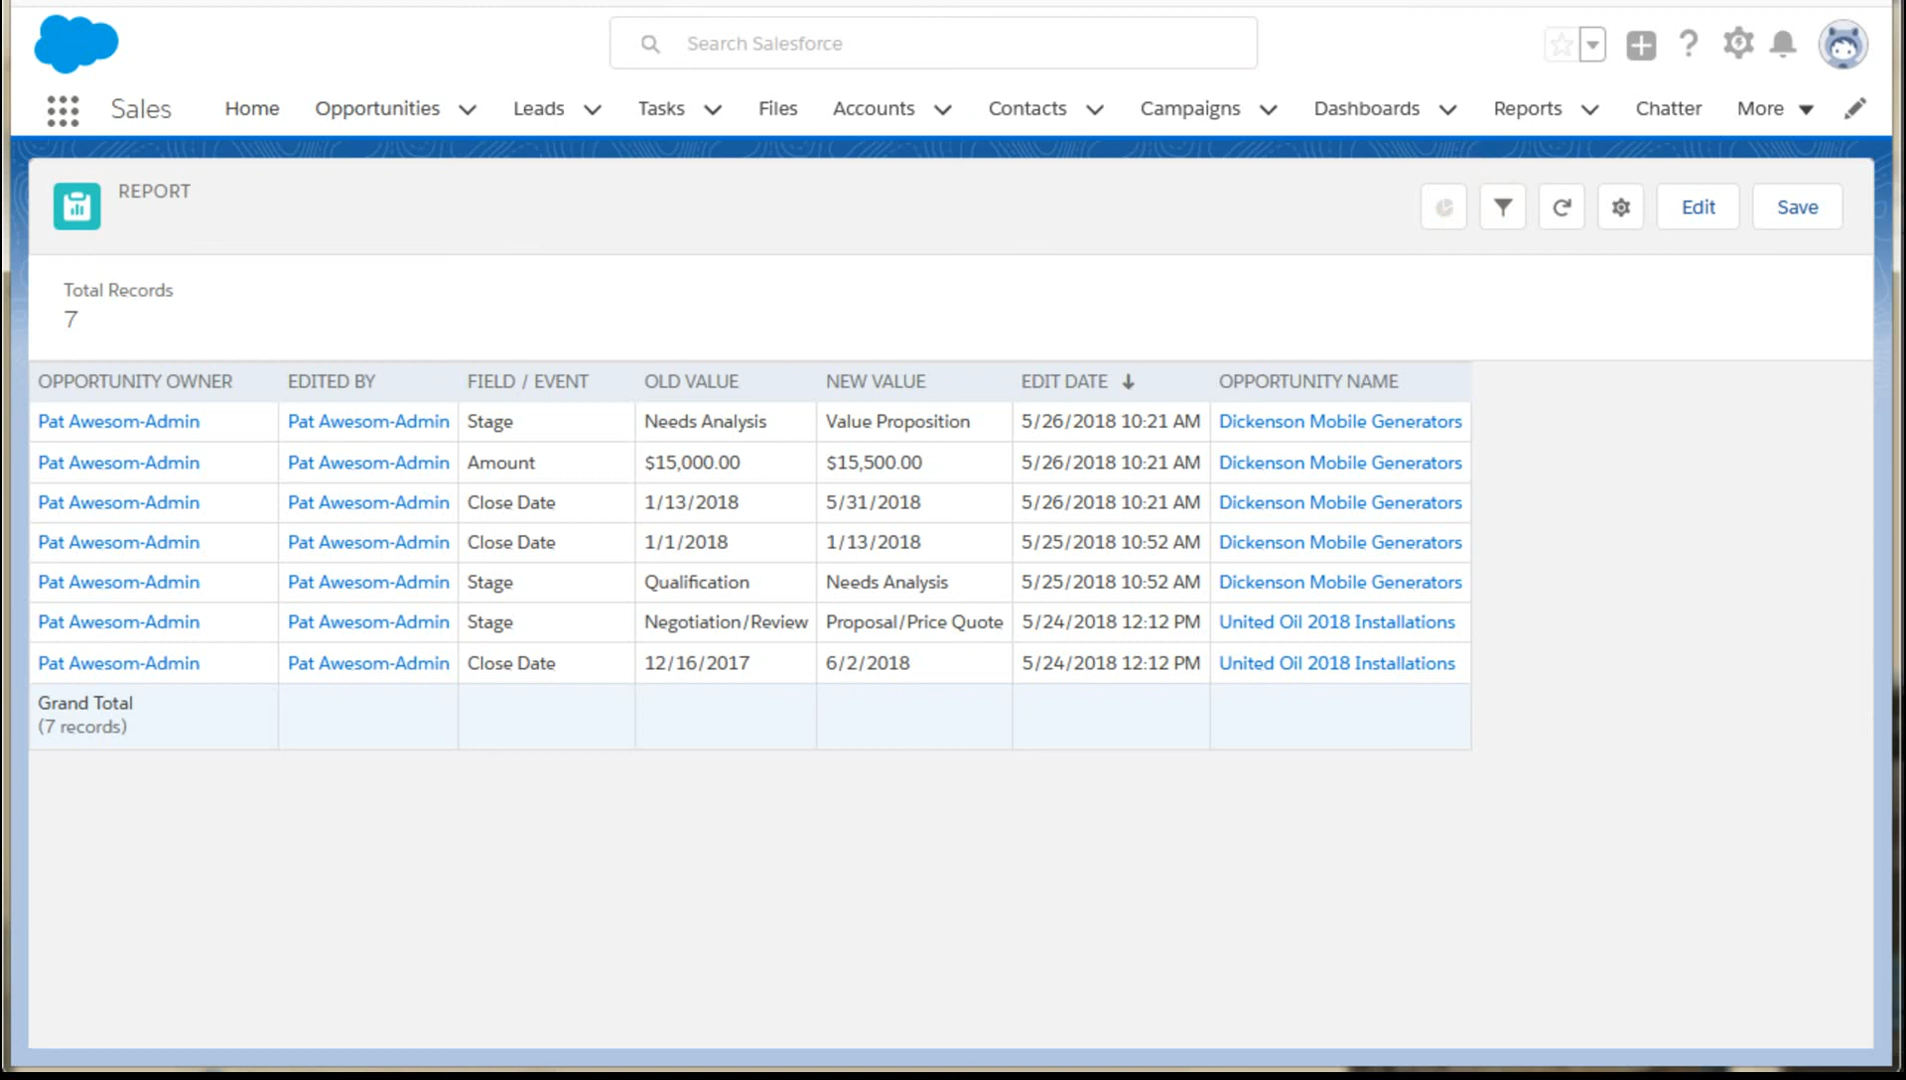 Search Salesforce
Sales Home Opportunities Leads Tasks Files Accounts Contacts Campaigns Dashboards Reports Chatter More
REPORT
Edit Save
Total Records
7
OPPORTUNITY OWNER EDITED BY FIELD / EVENT OLD VALUE NEW VALUE EDIT DATE OPPORTUNITY NAME
Pat Awesom-Admin Pat Awesom-Admin Stage Needs Analysis Value Proposition 5/26/2018 10:21 AM Dickenson Mobile Generators
Pat Awesom-Admin Pat Awesom-Admin Amount $15,000.00 $15,500.00 5/26/2018 10:21 AM Dickenson Mobile Generators
Pat Awesom-Admin Pat Awesom-Admin Close Date 1/13/2018 5/31/2018 5/26/2018 10:21 AM Dickenson Mobile Generators
Pat Awesom-Admin Pat Awesom-Admin Close Date 1/1/2018 1/13/2018 5/25/2018 10:52 AM Dickenson Mobile Generators
Pat Awesom-Admin Pat Awesom-Admin Stage Qualification Needs Analysis 5/25/2018 10:52 AM Dickenson Mobile Generators
Pat Awesom-Admin Pat Awesom-Admin Stage Negotiation/Review Proposal/Price Quote 5/24/2018 12:12 PM United Oil 2018 Installations
Pat Awesom-Admin Pat Awesom-Admin Close Date 12/16/2017 6/2/2018 5/24/2018 12:12 PM United Oil 2018 Installations
Grand Total
(7 records)